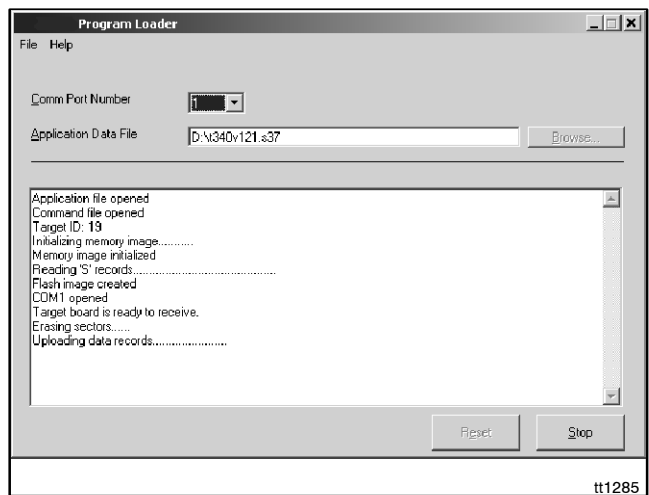 Program Loader
File Help
Comm Port Number
1
Application Data File
D:\t340v121.s37
Browse...
Application file opened
Command file opened
Target ID: 19
Initializing memory image...........
Memory image initialized
Reading 'S' records............................................
Flash image created
COM1 opened
Target board is ready to receive.
Erasing sectors......
Uploading data records.......................
Reset
Stop
tt1285